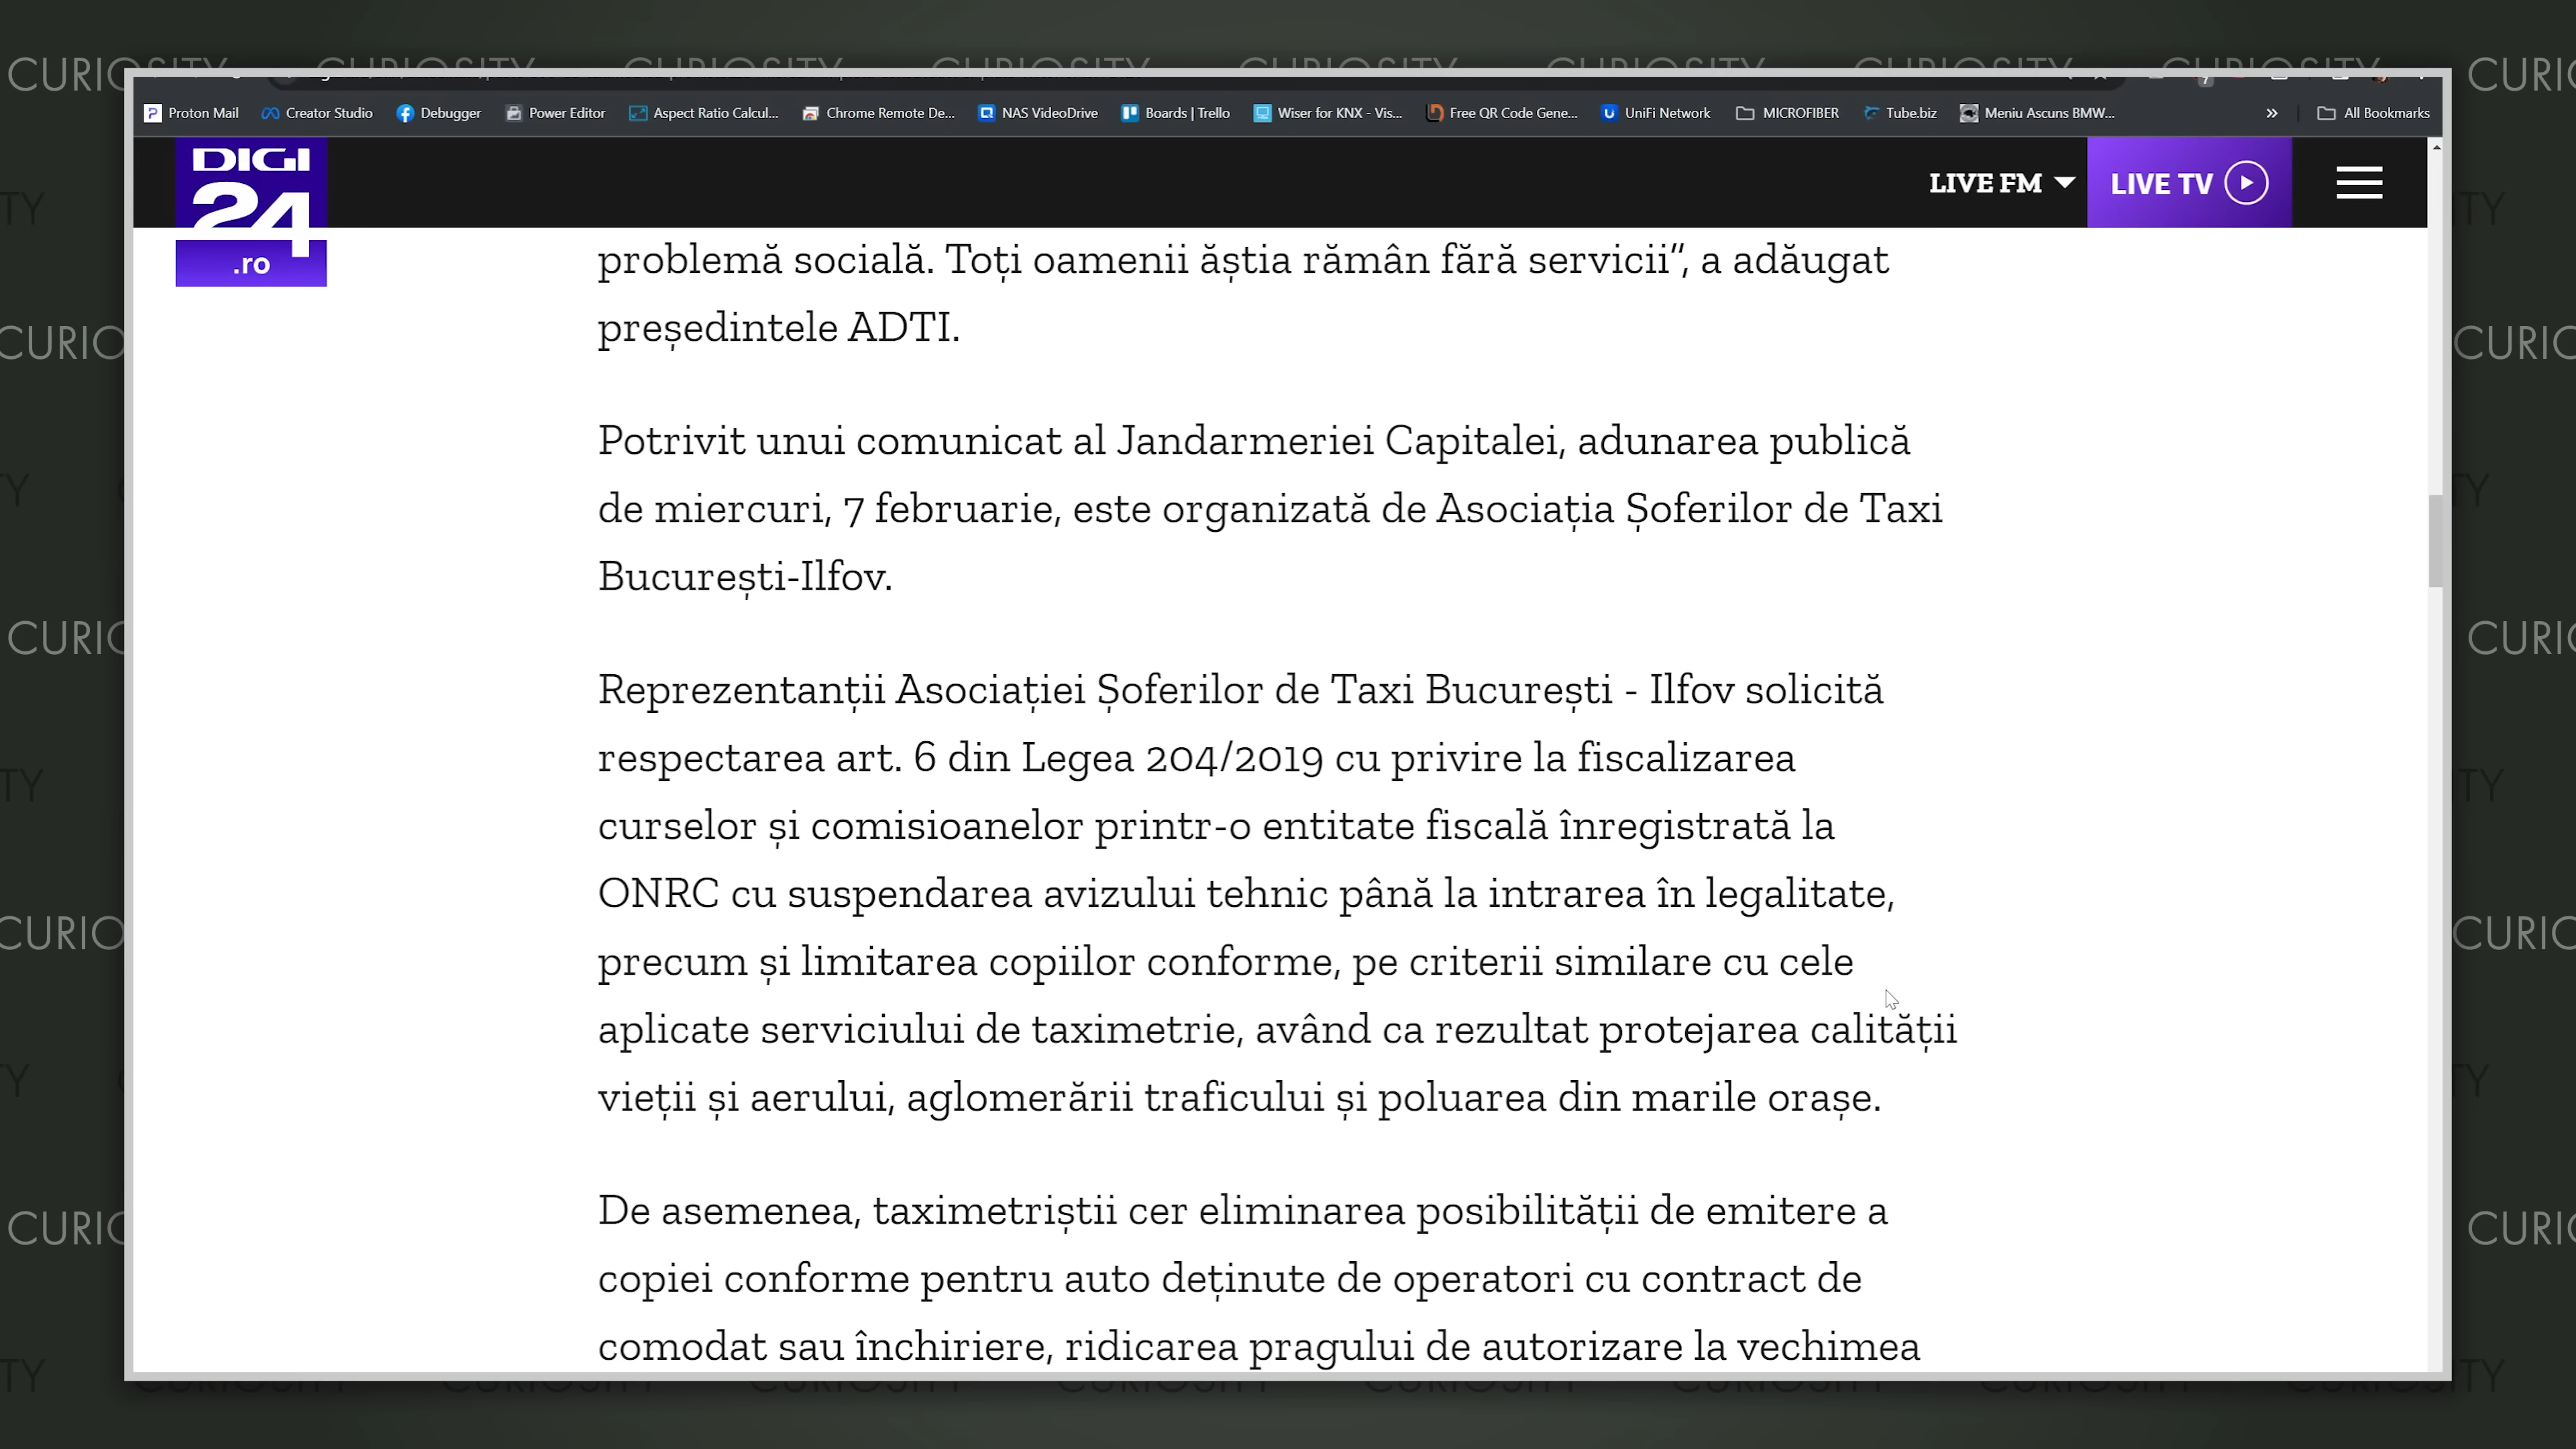 CURIOSITY CURIOSITY CURIOSITY CURIOSITY CURIOSITY CURIOSITY CURIOSITY CURIOSITY
Proton Mail Creator Studio Debugger Power Editor Aspect Ratio Calcul... Chrome Remote De... NAS VideoDrive Boards | Trello Wiser for KNX - Vis... Free QR Code Gene... UniFi Network MICROFIBER Tube.biz Meniu Ascuns BMW... » All Bookmarks
DIGI
24
.ro
LIVE FM LIVE TV
problemă socială. Toți oamenii ăștia rămân fără servicii”, a adăugat
președintele ADTI.
Potrivit unui comunicat al Jandarmeriei Capitalei, adunarea publică
de miercuri, 7 februarie, este organizată de Asociația Șoferilor de Taxi
București-Ilfov.
Reprezentanții Asociației Șoferilor de Taxi București - Ilfov solicită
respectarea art. 6 din Legea 204/2019 cu privire la fiscalizarea
curselor și comisioanelor printr-o entitate fiscală înregistrată la
ONRC cu suspendarea avizului tehnic până la intrarea în legalitate,
precum și limitarea copiilor conforme, pe criterii similare cu cele
aplicate serviciului de taximetrie, având ca rezultat protejarea calității
vieții și aerului, aglomerării traficului și poluarea din marile orașe.
De asemenea, taximetriștii cer eliminarea posibilității de emitere a
copiei conforme pentru auto deținute de operatori cu contract de
comodat sau închiriere, ridicarea pragului de autorizare la vechimea